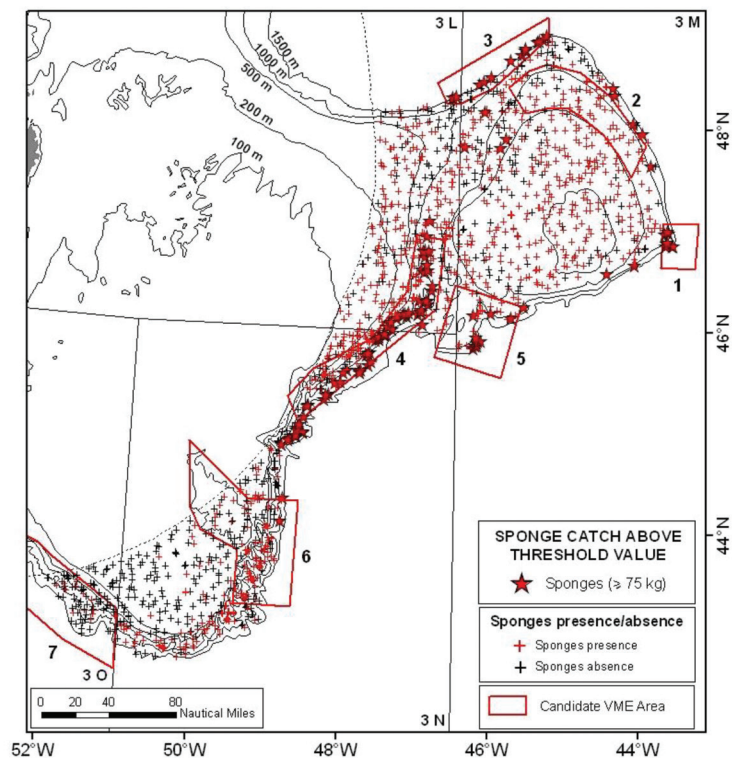 3 L
3 M
1500 m
1000 m
500 m
200 m
100 m
3
2
1
4
5
6
7
3 O
3 N
48°N
46°N
44°N
SPONGE CATCH ABOVE
THRESHOLD VALUE
Sponges (≥ 75 kg)
Sponges presence/absence
Sponges presence
Sponges absence
Candidate VME Area
0 20 40 80
Nautical Miles
52°W 50°W 48°W 46°W 44°W